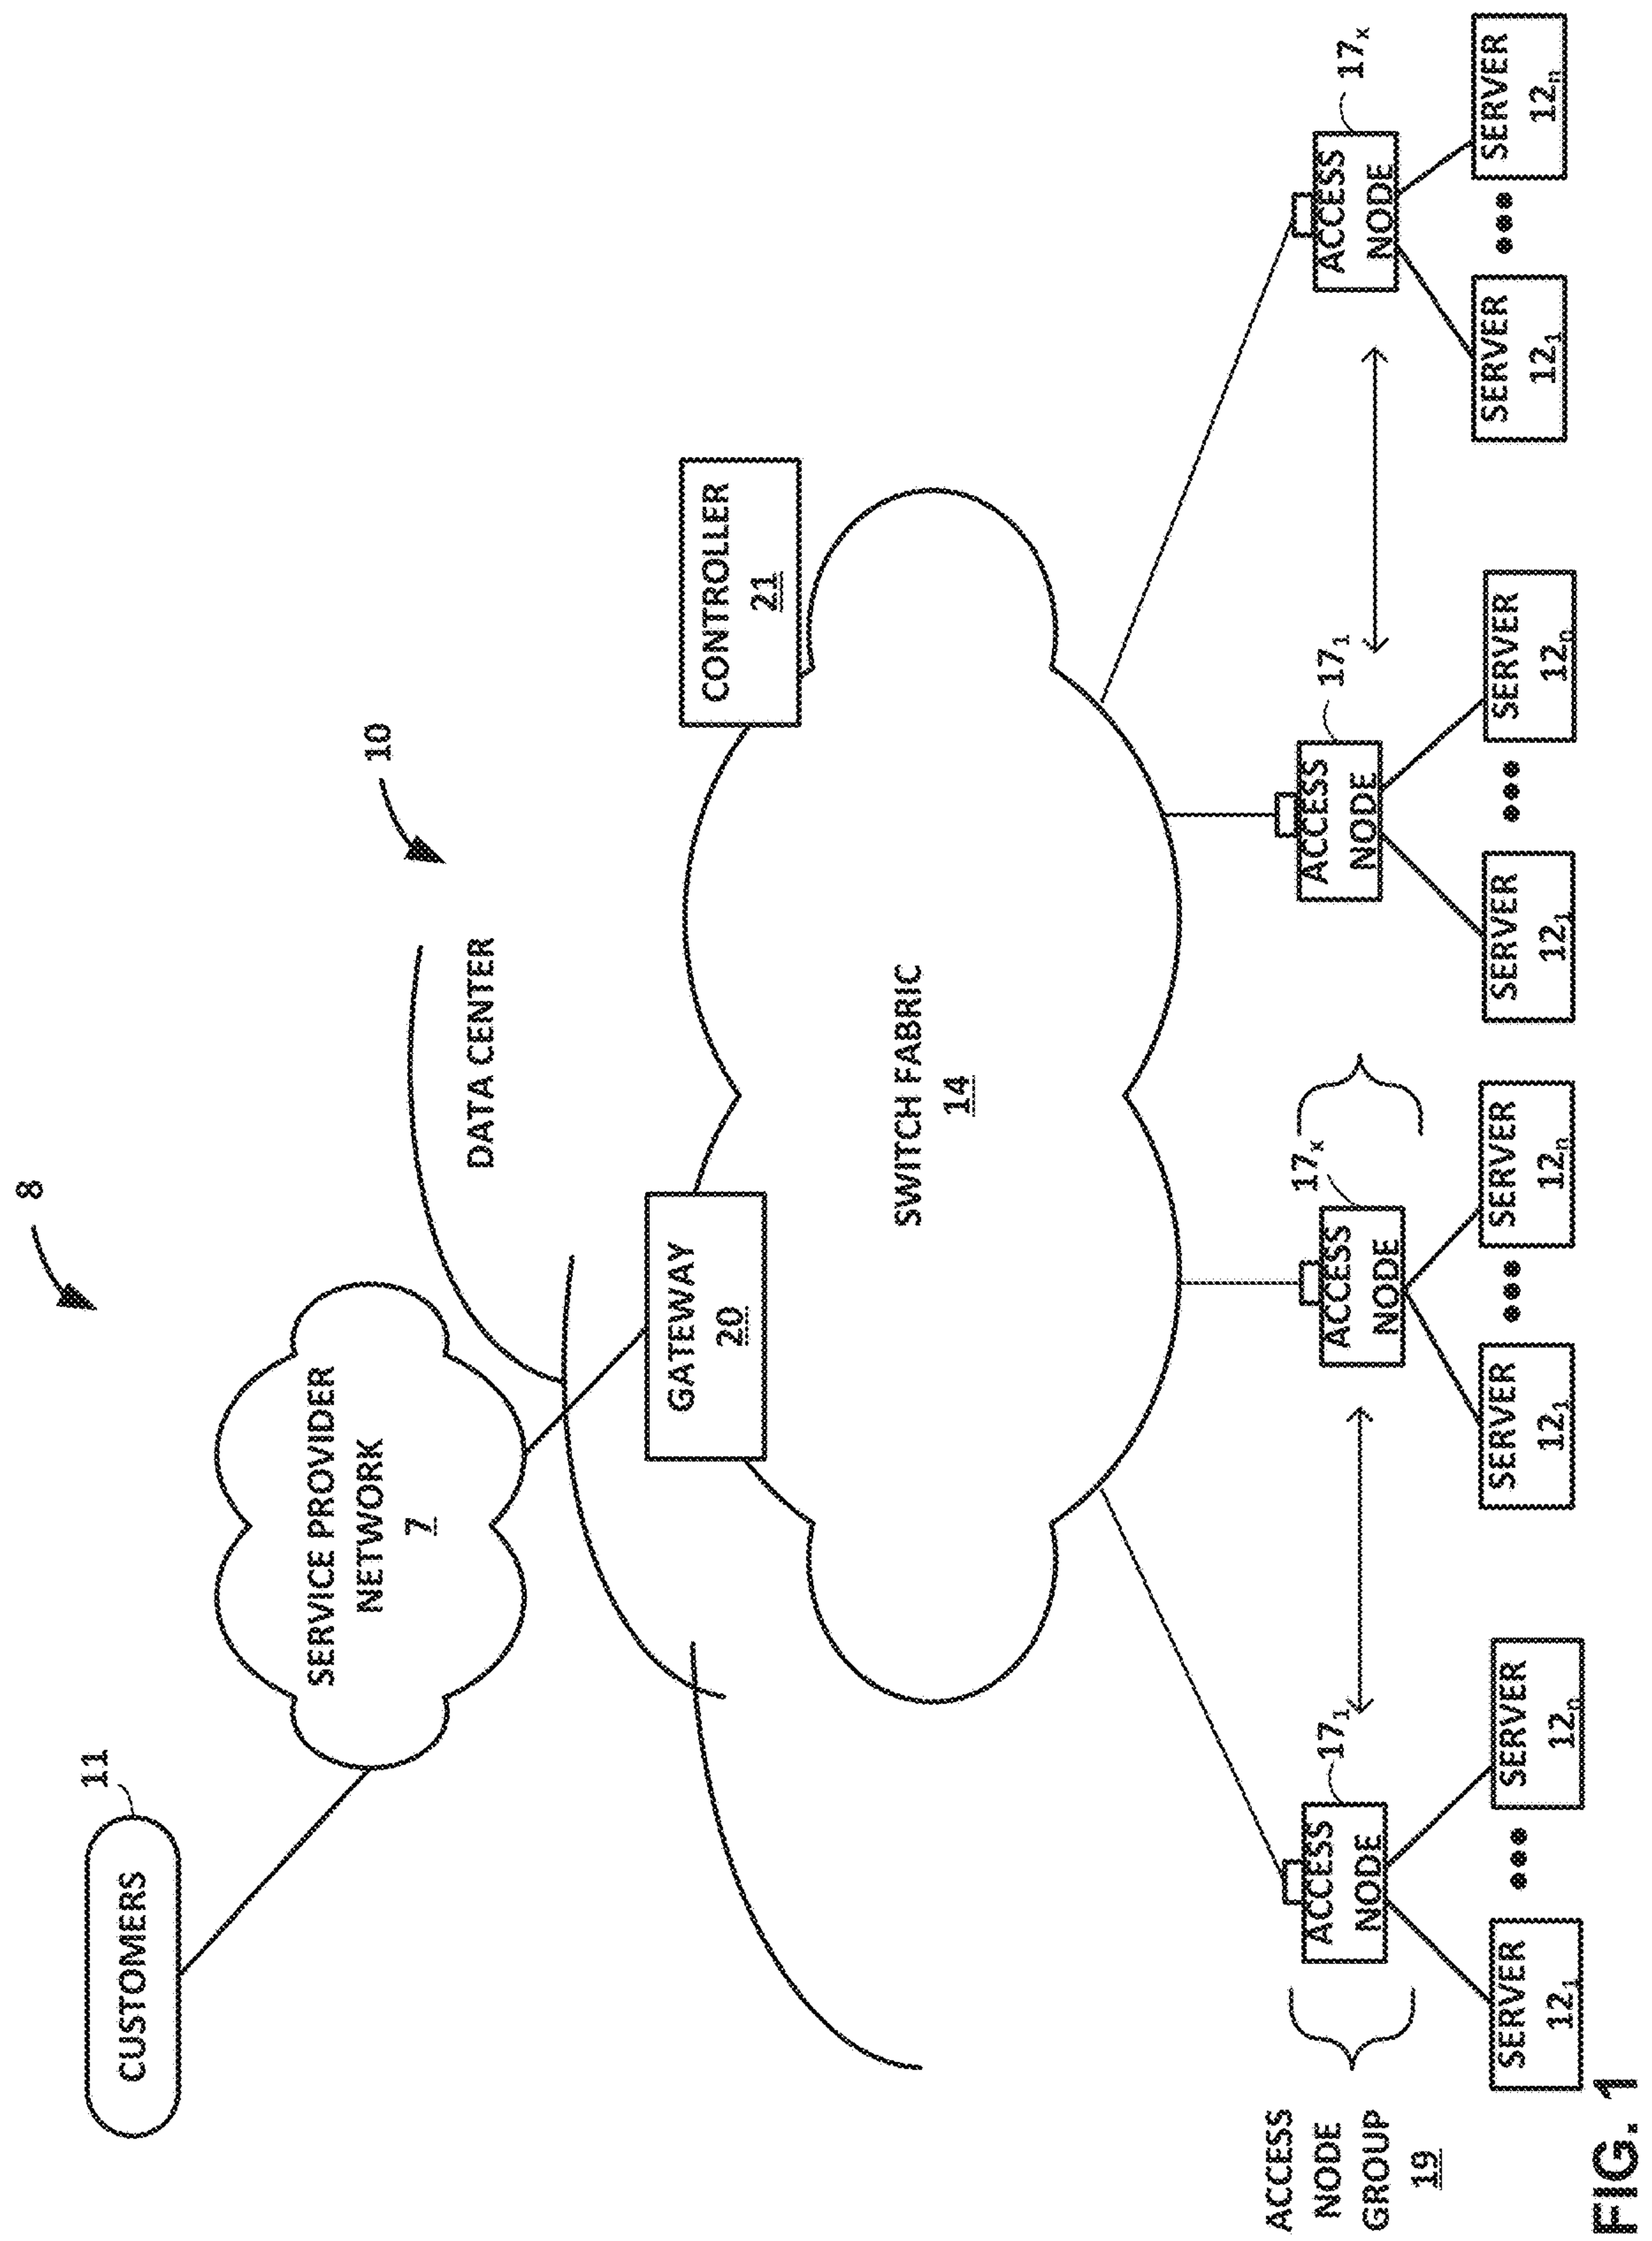 8
11
CUSTOMERS
SERVICE PROVIDER
NETWORK
7
10
DATA CENTER
GATEWAY
20
CONTROLLER
21
SWITCH FABRIC
14
ACCESS
NODE
GROUP
19
ACCESS
NODE
17₁
ACCESS
NODE
17ₓ
ACCESS
NODE
17₁
ACCESS
NODE
17ₓ
SERVER
12₁
SERVER
12ₙ
SERVER
12₁
SERVER
12ₙ
SERVER
12₁
SERVER
12ₙ
SERVER
12₁
SERVER
12ₙ
FIG. 1